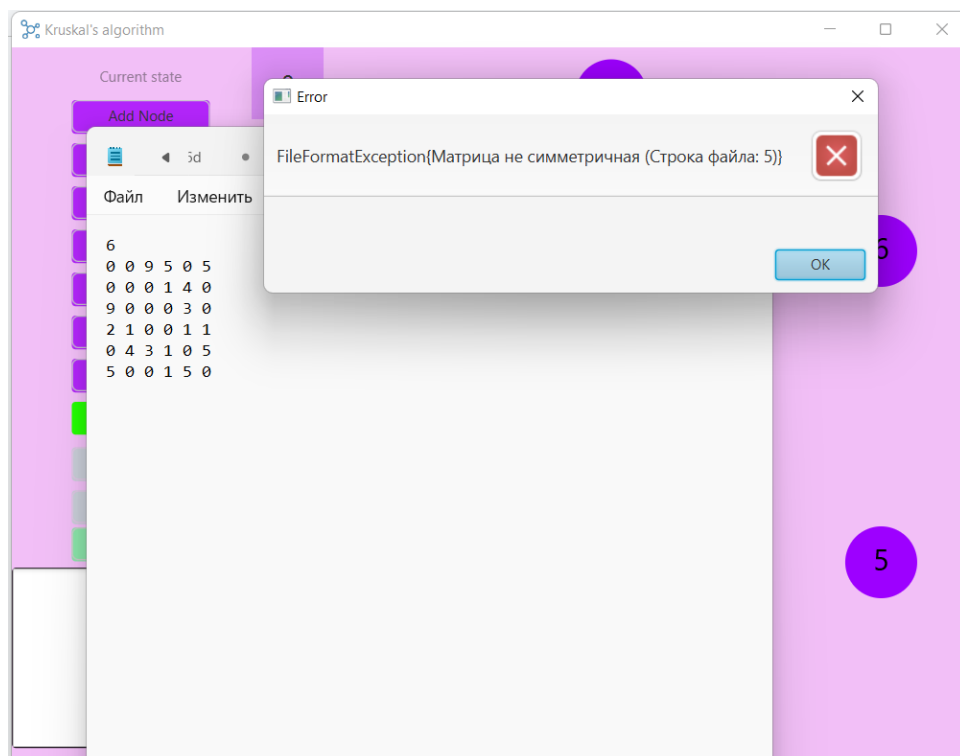 Kruskal's algorithm
Current state
Add Node
Error
FileFormatException{Матрица не симметричная (Строка файла: 5)}
OK
Файл Изменить
6
0 0 9 5 0 5
0 0 0 1 4 0
9 0 0 0 3 0
2 1 0 0 1 1
0 4 3 1 0 5
5 0 0 1 5 0
6
5